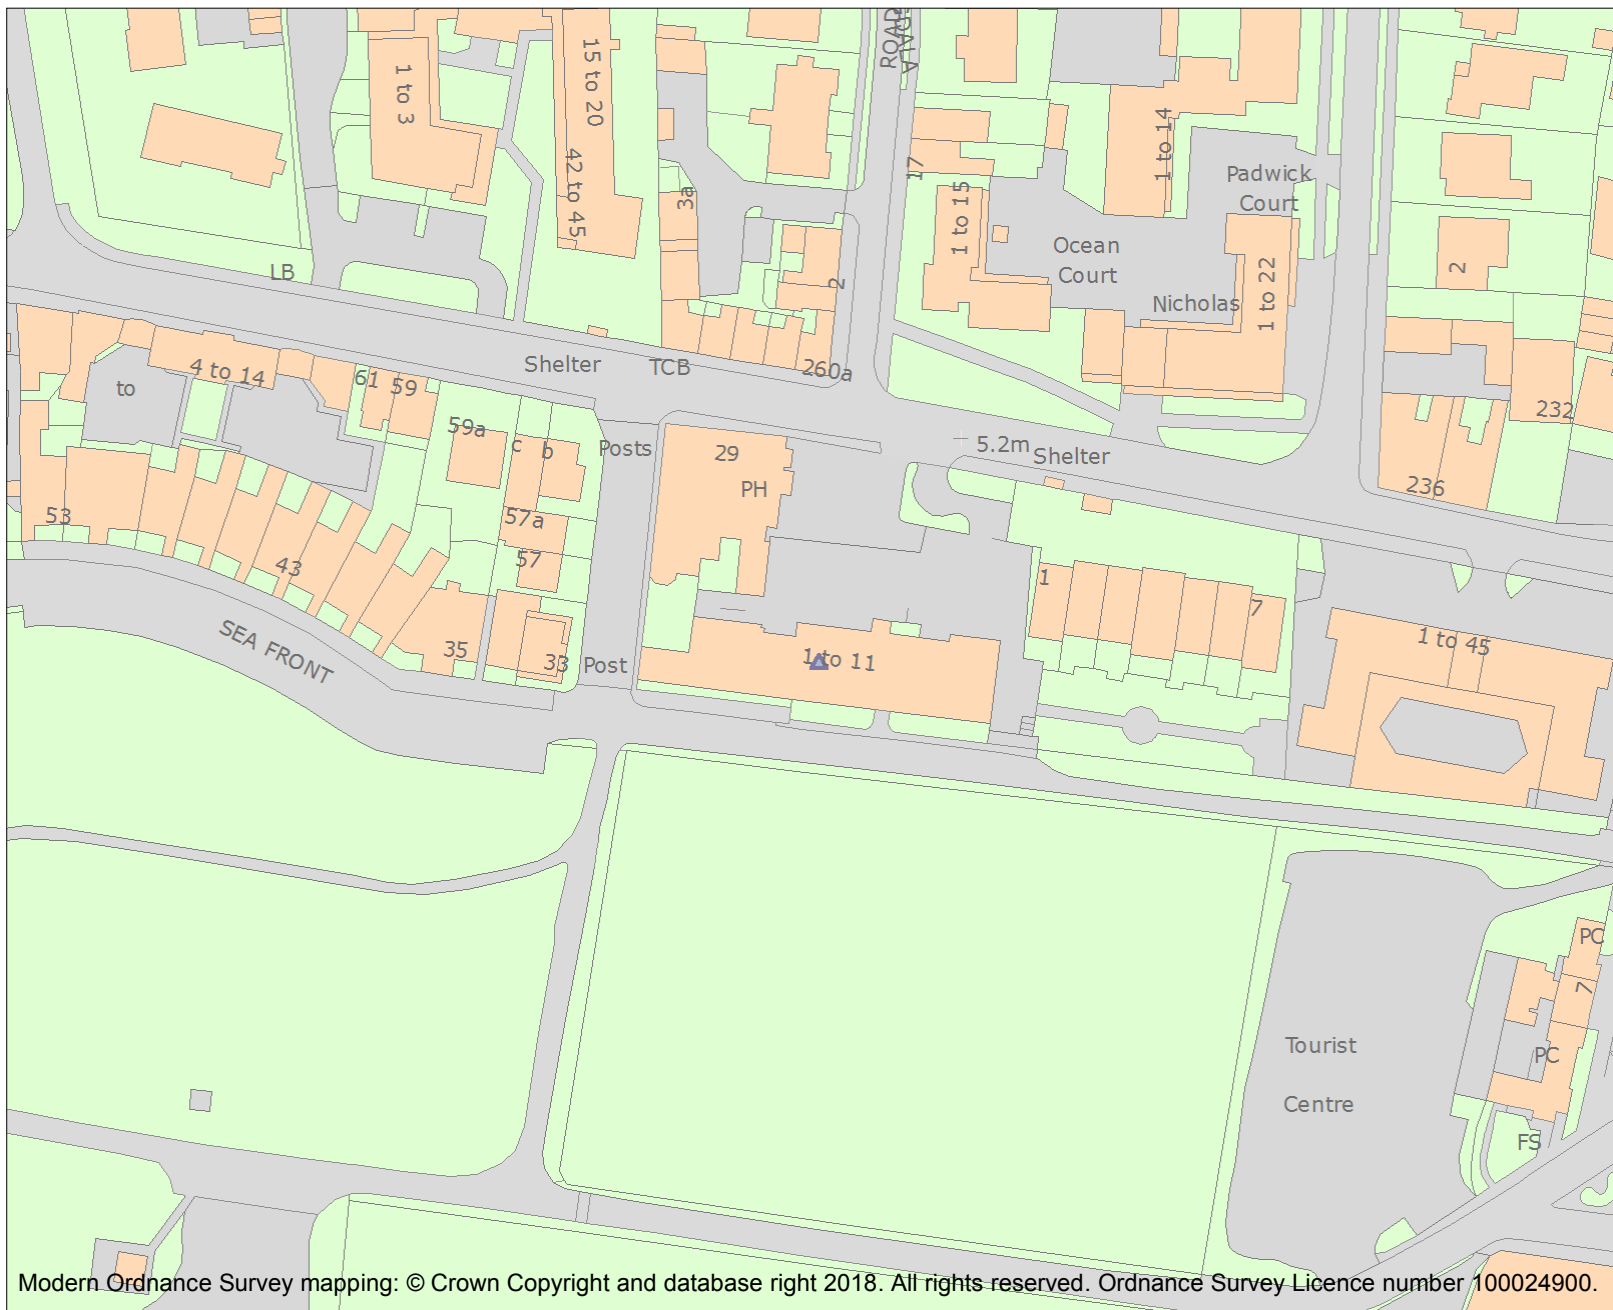 ROAD
1 to 3
15 to 20
42 to 45
3a
17
1 to 14
1 to 15
Padwick
Court
Ocean
Court
Nicholas
1 to 22
2
2
LB
Shelter
TCB
260a
4 to 14
to
61
59
59a
c
b
Posts
29
PH
5.2m
Shelter
232
236
53
57a
57
43
1
7
SEA FRONT
35
33
Post
1 to 11
1 to 45
PC
7
PC
Tourist
Centre
FS
Modern Ordnance Survey mapping: © Crown Copyright and database right 2018. All rights reserved. Ordnance Survey Licence number 100024900.